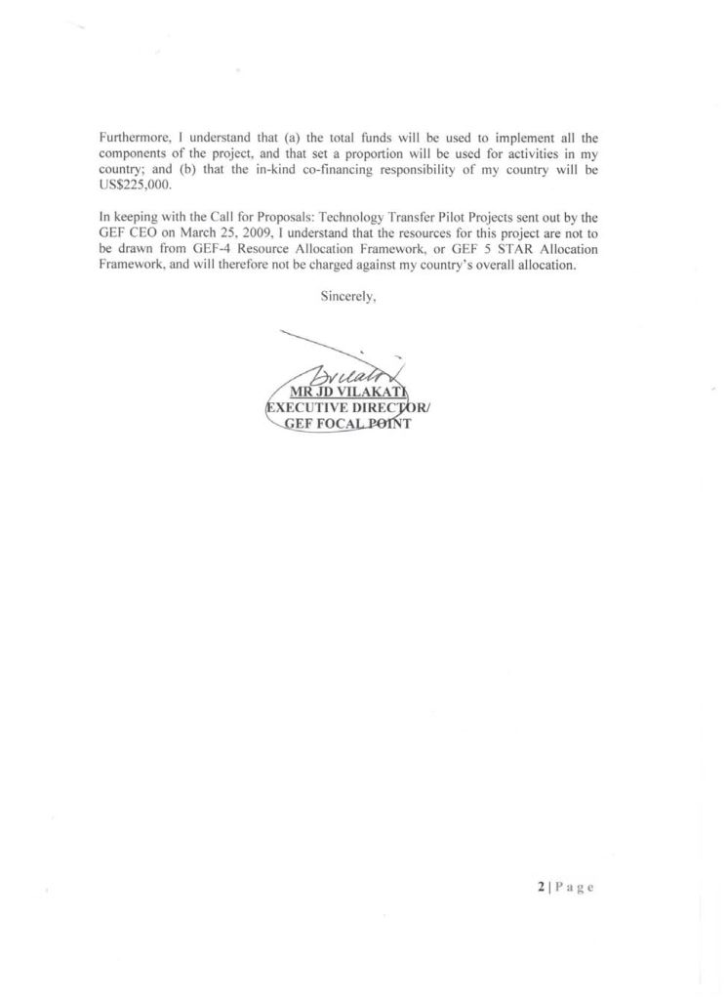 Furthermore, I understand that (a) the total funds will be used to implement all the
components of the project, and that set a proportion will be used for activities in my
country; and (b) that the in-kind co-financing responsibility of my country will be
US$225,000.
In keeping with the Call for Proposals: Technology Transfer Pilot Projects sent out by the
GEF CEO on March 25, 2009, I understand that the resources for this project are not to
be drawn from GEF-4 Resource Allocation Framework, or GEF 5 STAR Allocation
Framework, and will therefore not be charged against my country's overall allocation.
Sincerely,
MR JD VILAKATI
EXECUTIVE DIRECTOR/
GEF FOCAL POINT
2 | P a g e